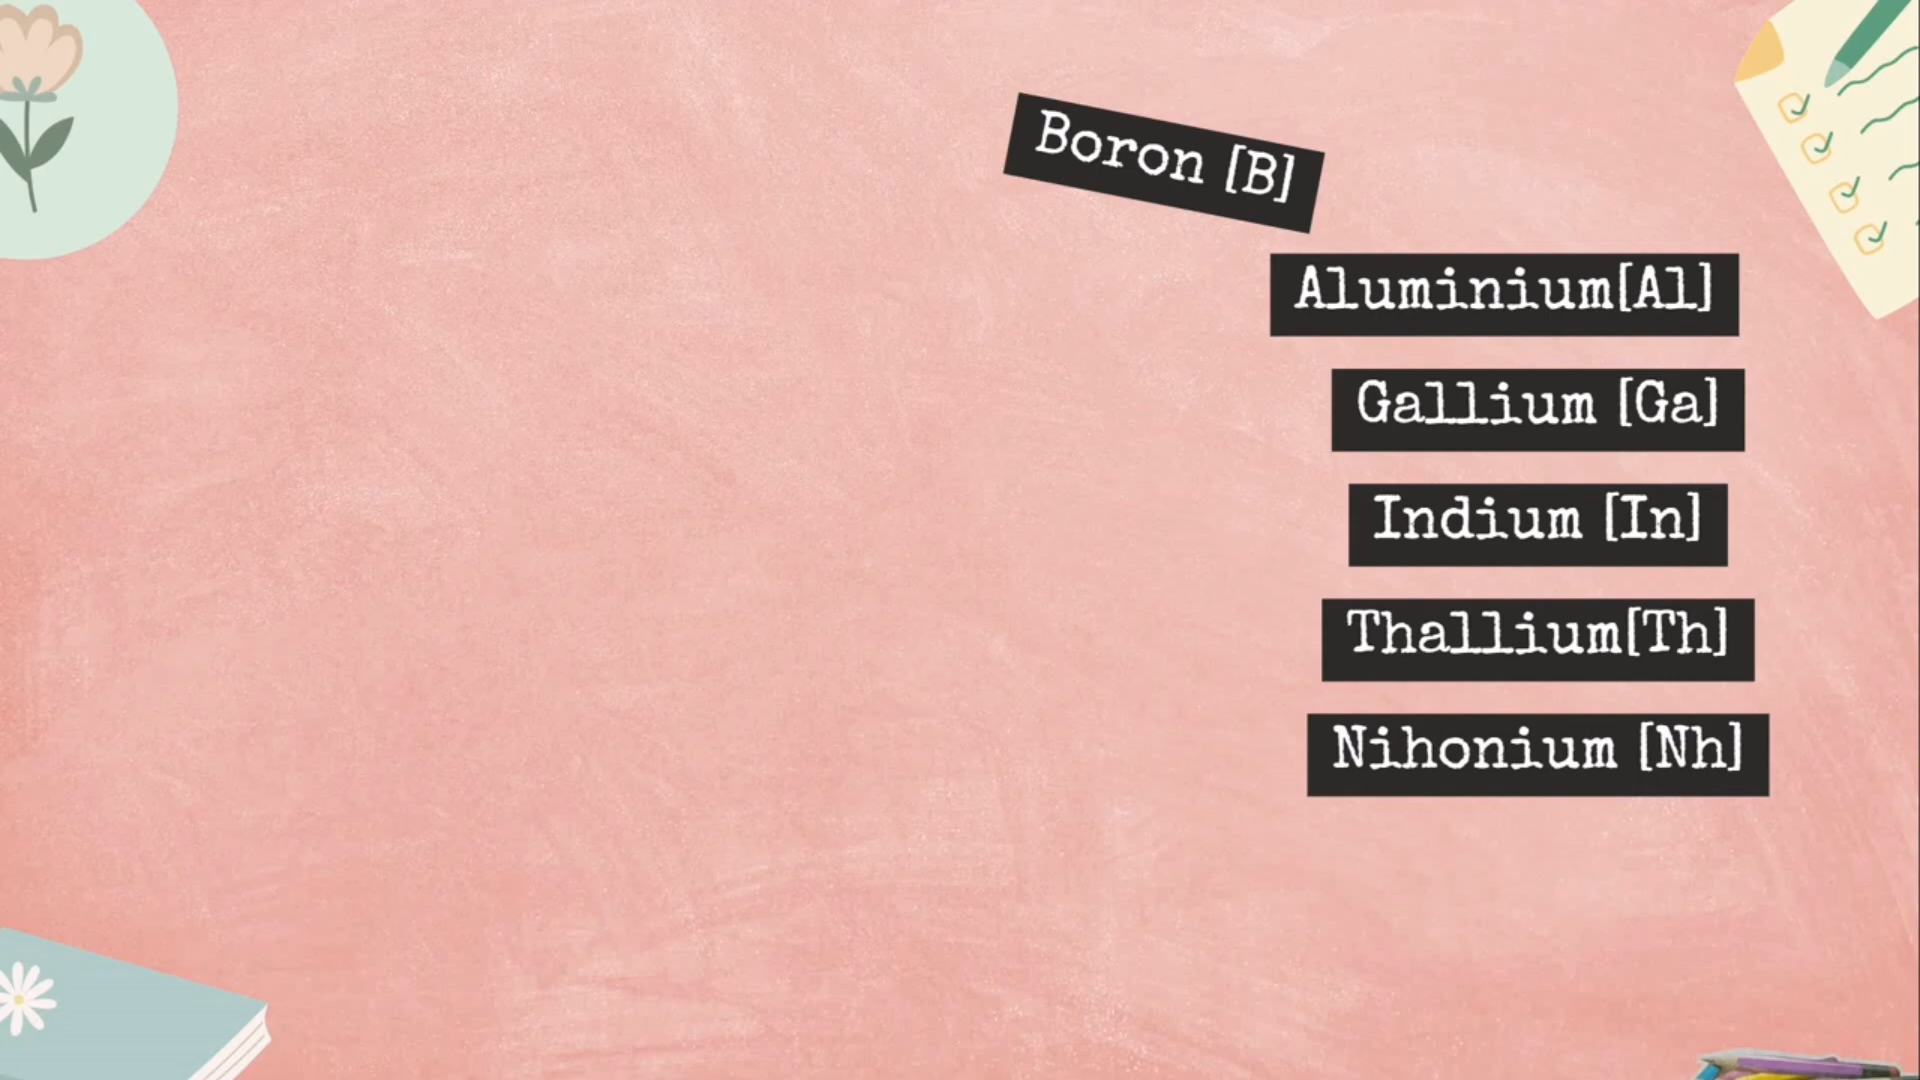 Boron [B]
Aluminium[Al]
Gallium [Ga]
Indium [In]
Thallium[Th]
Nihonium [Nh]